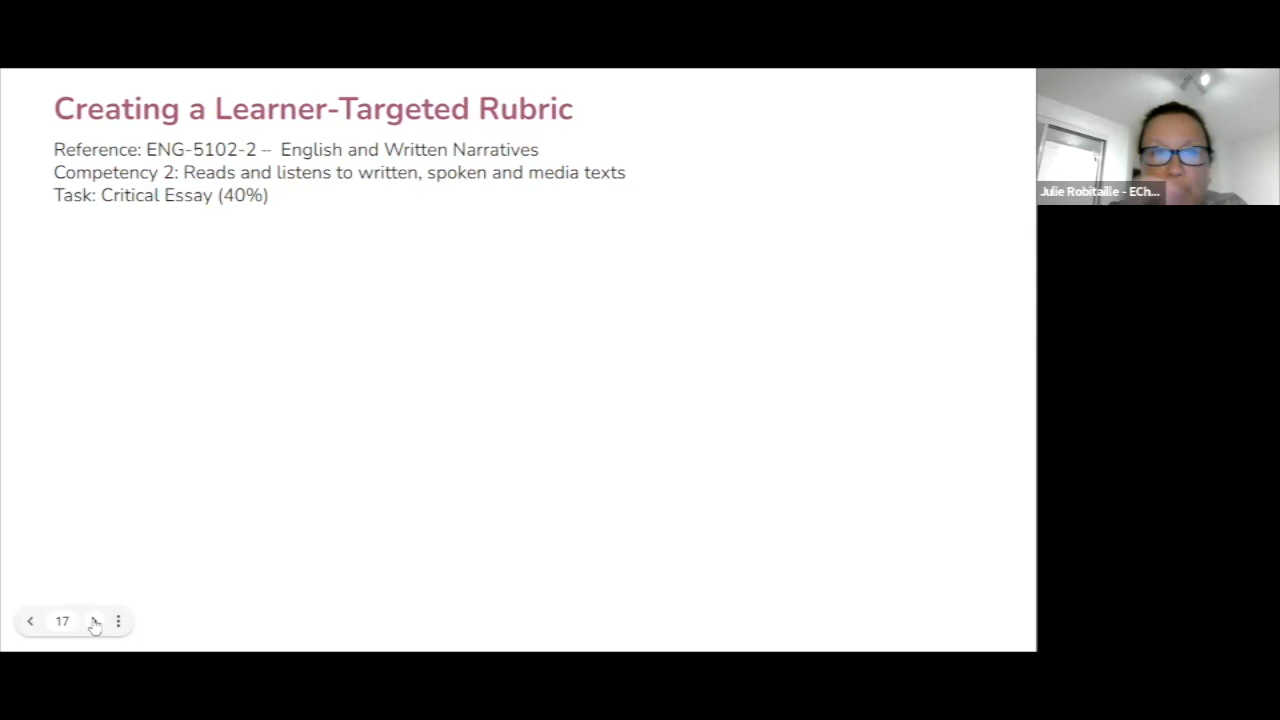 Creating a Learner-Targeted Rubric
Reference: ENG-5102-2 – English and Written Narratives
Competency 2: Reads and listens to written, spoken and media texts
Task: Critical Essay (40%)
Julie Robitaille - ECh...
17